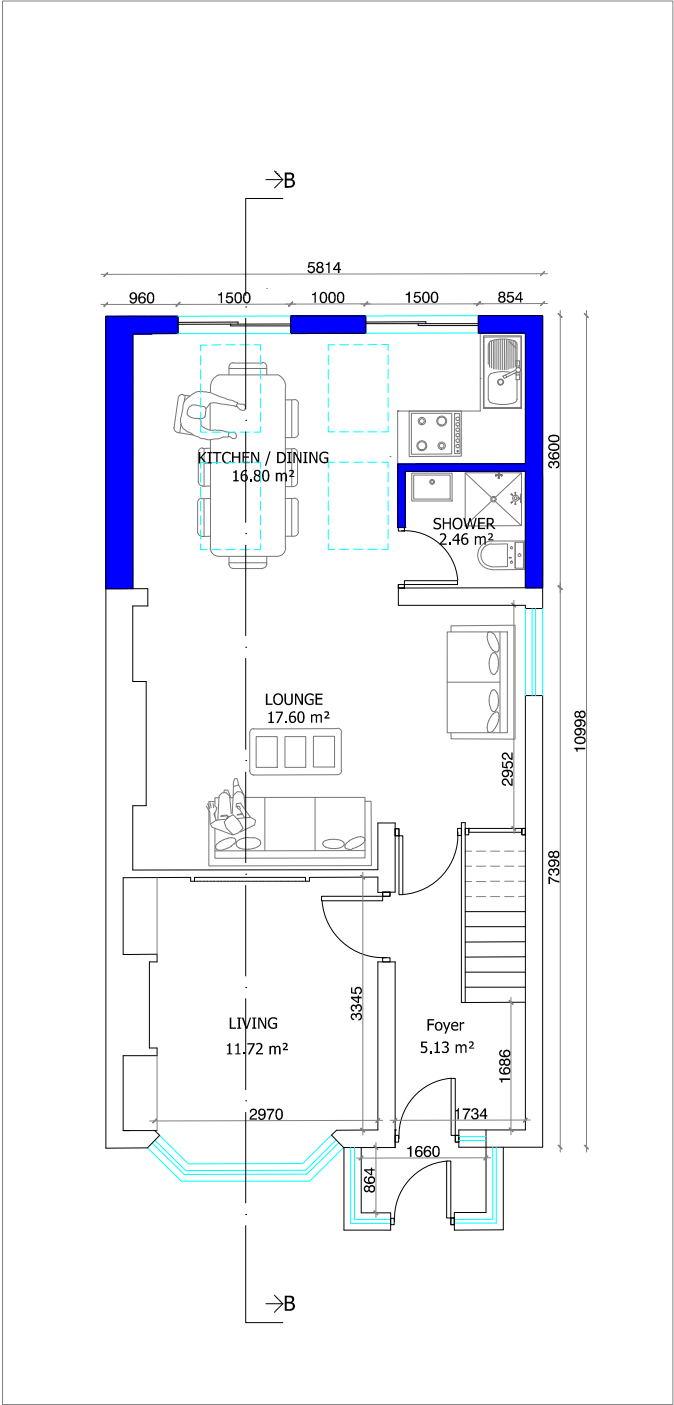 B
5814
960 1500 1000 1500 854
3600
KITCHEN / DINING
16.80 m²
SHOWER
2.46 m²
LOUNGE
17.60 m²
10998
2952
7398
3345
LIVING
11.72 m²
Foyer
5.13 m²
1686
2970
1734
1660
864
B